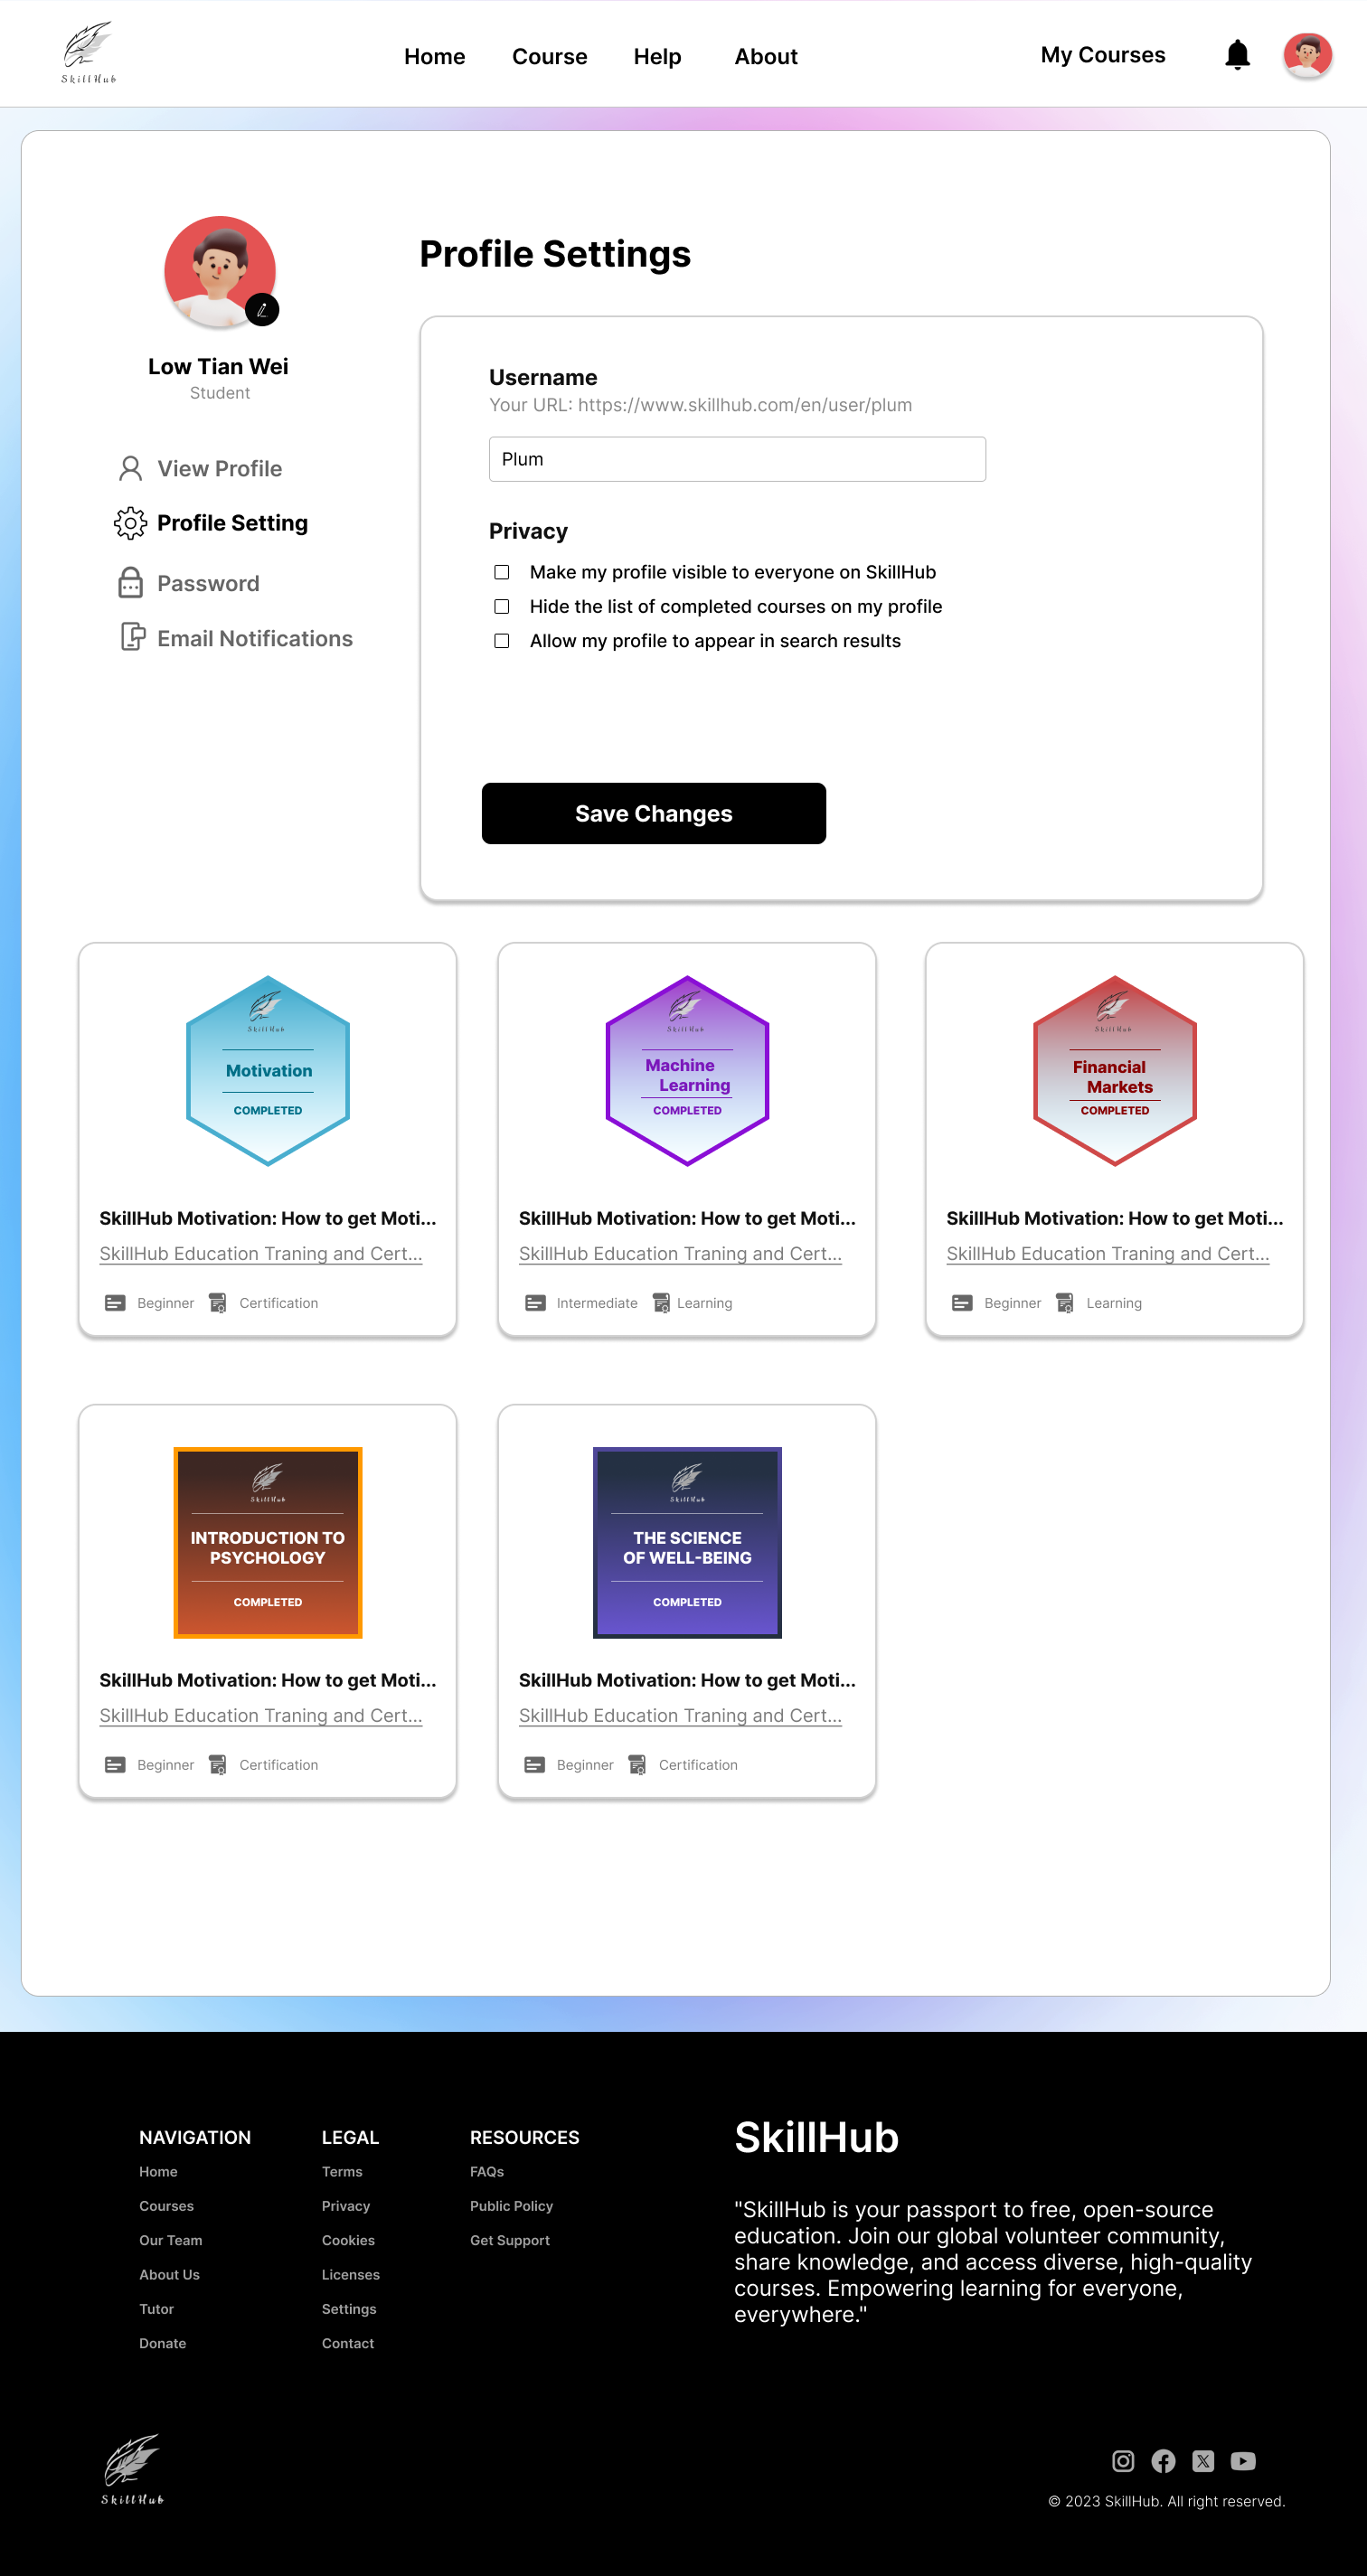 SkillHub
Home
Course
Help
About
My Courses
Low Tian Wei
Student
View Profile
Profile Setting
Password
Email Notifications
Profile Settings
Username
Your URL: https://www.skillhub.com/en/user/plum
Plum
Privacy
Make my profile visible to everyone on SkillHub
Hide the list of completed courses on my profile
Allow my profile to appear in search results
Save Changes
SkillHub
Motivation
COMPLETED
SkillHub Motivation: How to get Moti...
SkillHub Education Traning and Cert...
Beginner
Certification
SkillHub
Machine
Learning
COMPLETED
SkillHub Motivation: How to get Moti...
SkillHub Education Traning and Cert...
Intermediate
Learning
SkillHub
Financial
Markets
COMPLETED
SkillHub Motivation: How to get Moti...
SkillHub Education Traning and Cert...
Beginner
Learning
SkillHub
INTRODUCTION TO
PSYCHOLOGY
COMPLETED
SkillHub Motivation: How to get Moti...
SkillHub Education Traning and Cert...
Beginner
Certification
SkillHub
THE SCIENCE
OF WELL-BEING
COMPLETED
SkillHub Motivation: How to get Moti...
SkillHub Education Traning and Cert...
Beginner
Certification
NAVIGATION
Home
Courses
Our Team
About Us
Tutor
Donate
LEGAL
Terms
Privacy
Cookies
Licenses
Settings
Contact
RESOURCES
FAQs
Public Policy
Get Support
SkillHub
"SkillHub is your passport to free, open-source
education. Join our global volunteer community,
share knowledge, and access diverse, high-quality
courses. Empowering learning for everyone,
everywhere."
SkillHub
© 2023 SkillHub. All right reserved.